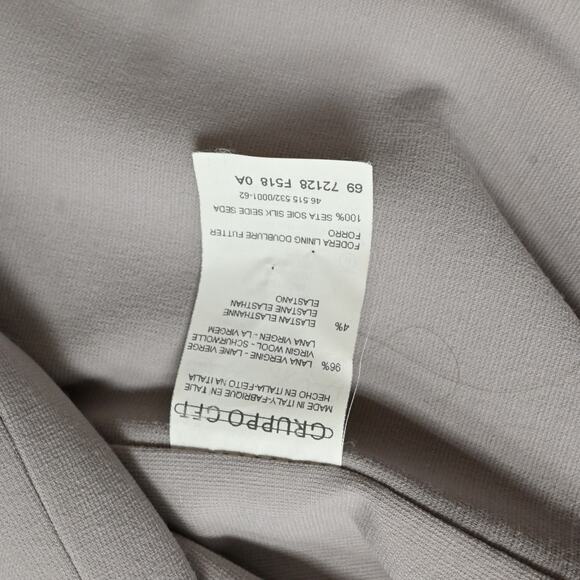 GRUPPO GFT
MADE IN ITALY-FABRIQUE EN ITALIE
HECHO EN ITALIA-FEITO NA ITALIA
96% LANA VERGINE - LAINE VIERGE
VIRGIN WOOL - SCHURWOLLE
LANA VIRGEN - LA VIRGEM
4% ELASTAN ELASTHANNE
ELASTANE ELASTHAN
ELASTANO
FODERA LINING DOUBLURE FUTTER
FORRO
100% SETA SOIE SILK SEIDE SEDA
46.515.532/0001-62
69 72128 F518 0A